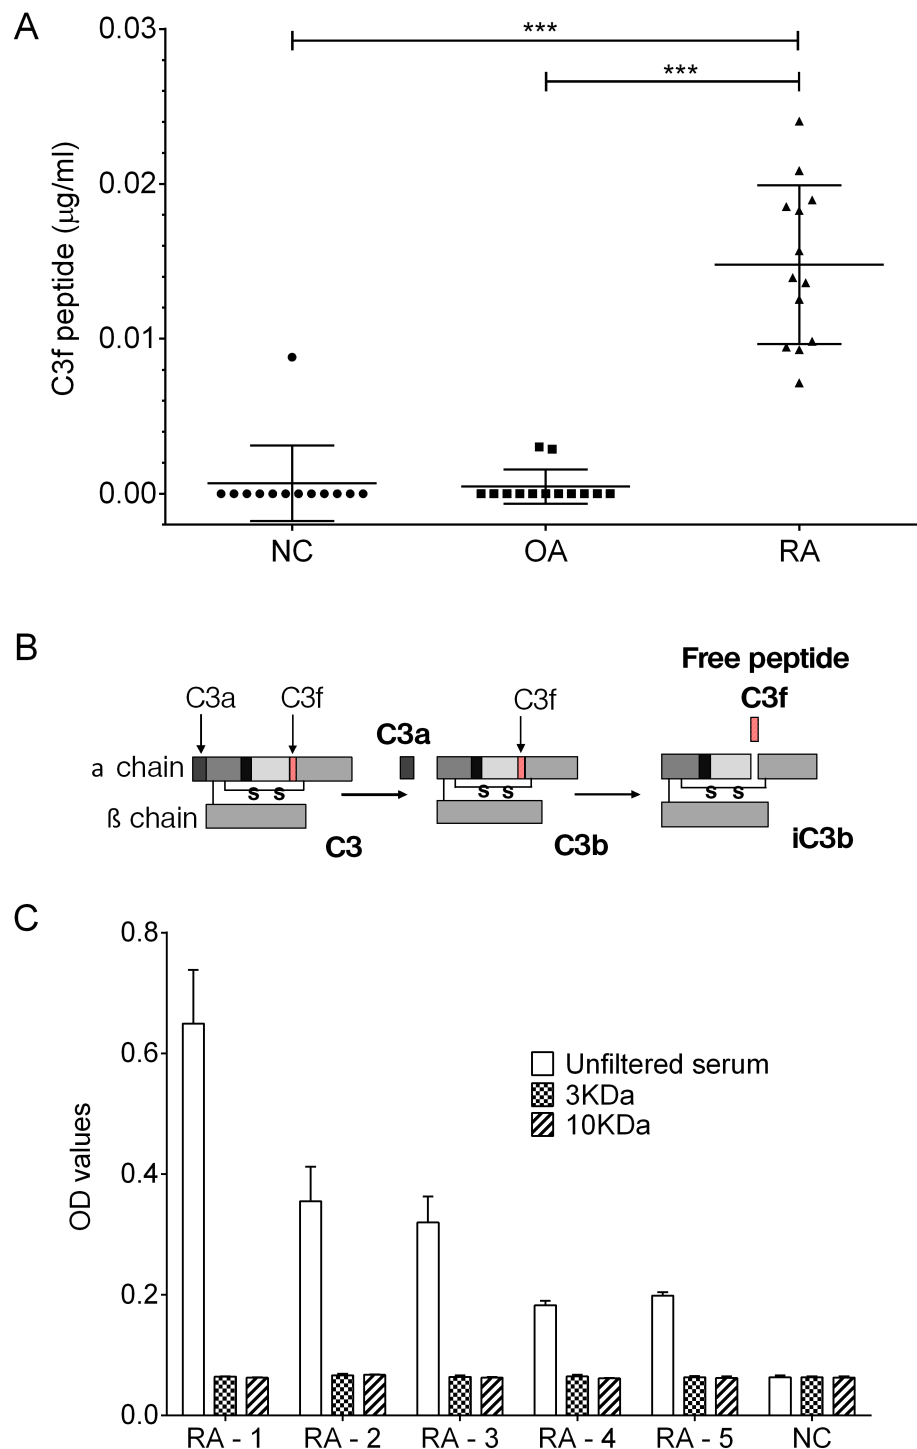 A
0.03
***
***
0.02
C3f peptide (µg/ml)
0.01
0.00
NC OA RA
B
Free peptide
C3a C3f C3f C3f
C3a
a chain
s s s s s s
ß chain
C3 C3b iC3b
C
0.8
0.6
Unfiltered serum
3KDa
10KDa
OD values
0.4
0.2
0.0
RA - 1 RA - 2 RA - 3 RA - 4 RA - 5 NC